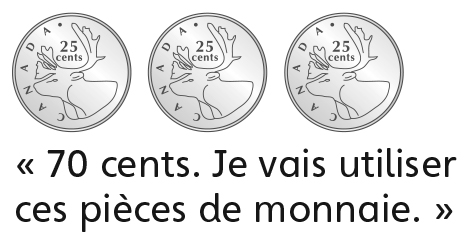 CANADA • 25 cents
CANADA • 25 cents
CANADA • 25 cents
« 70 cents. Je vais utiliser
ces pièces de monnaie. »